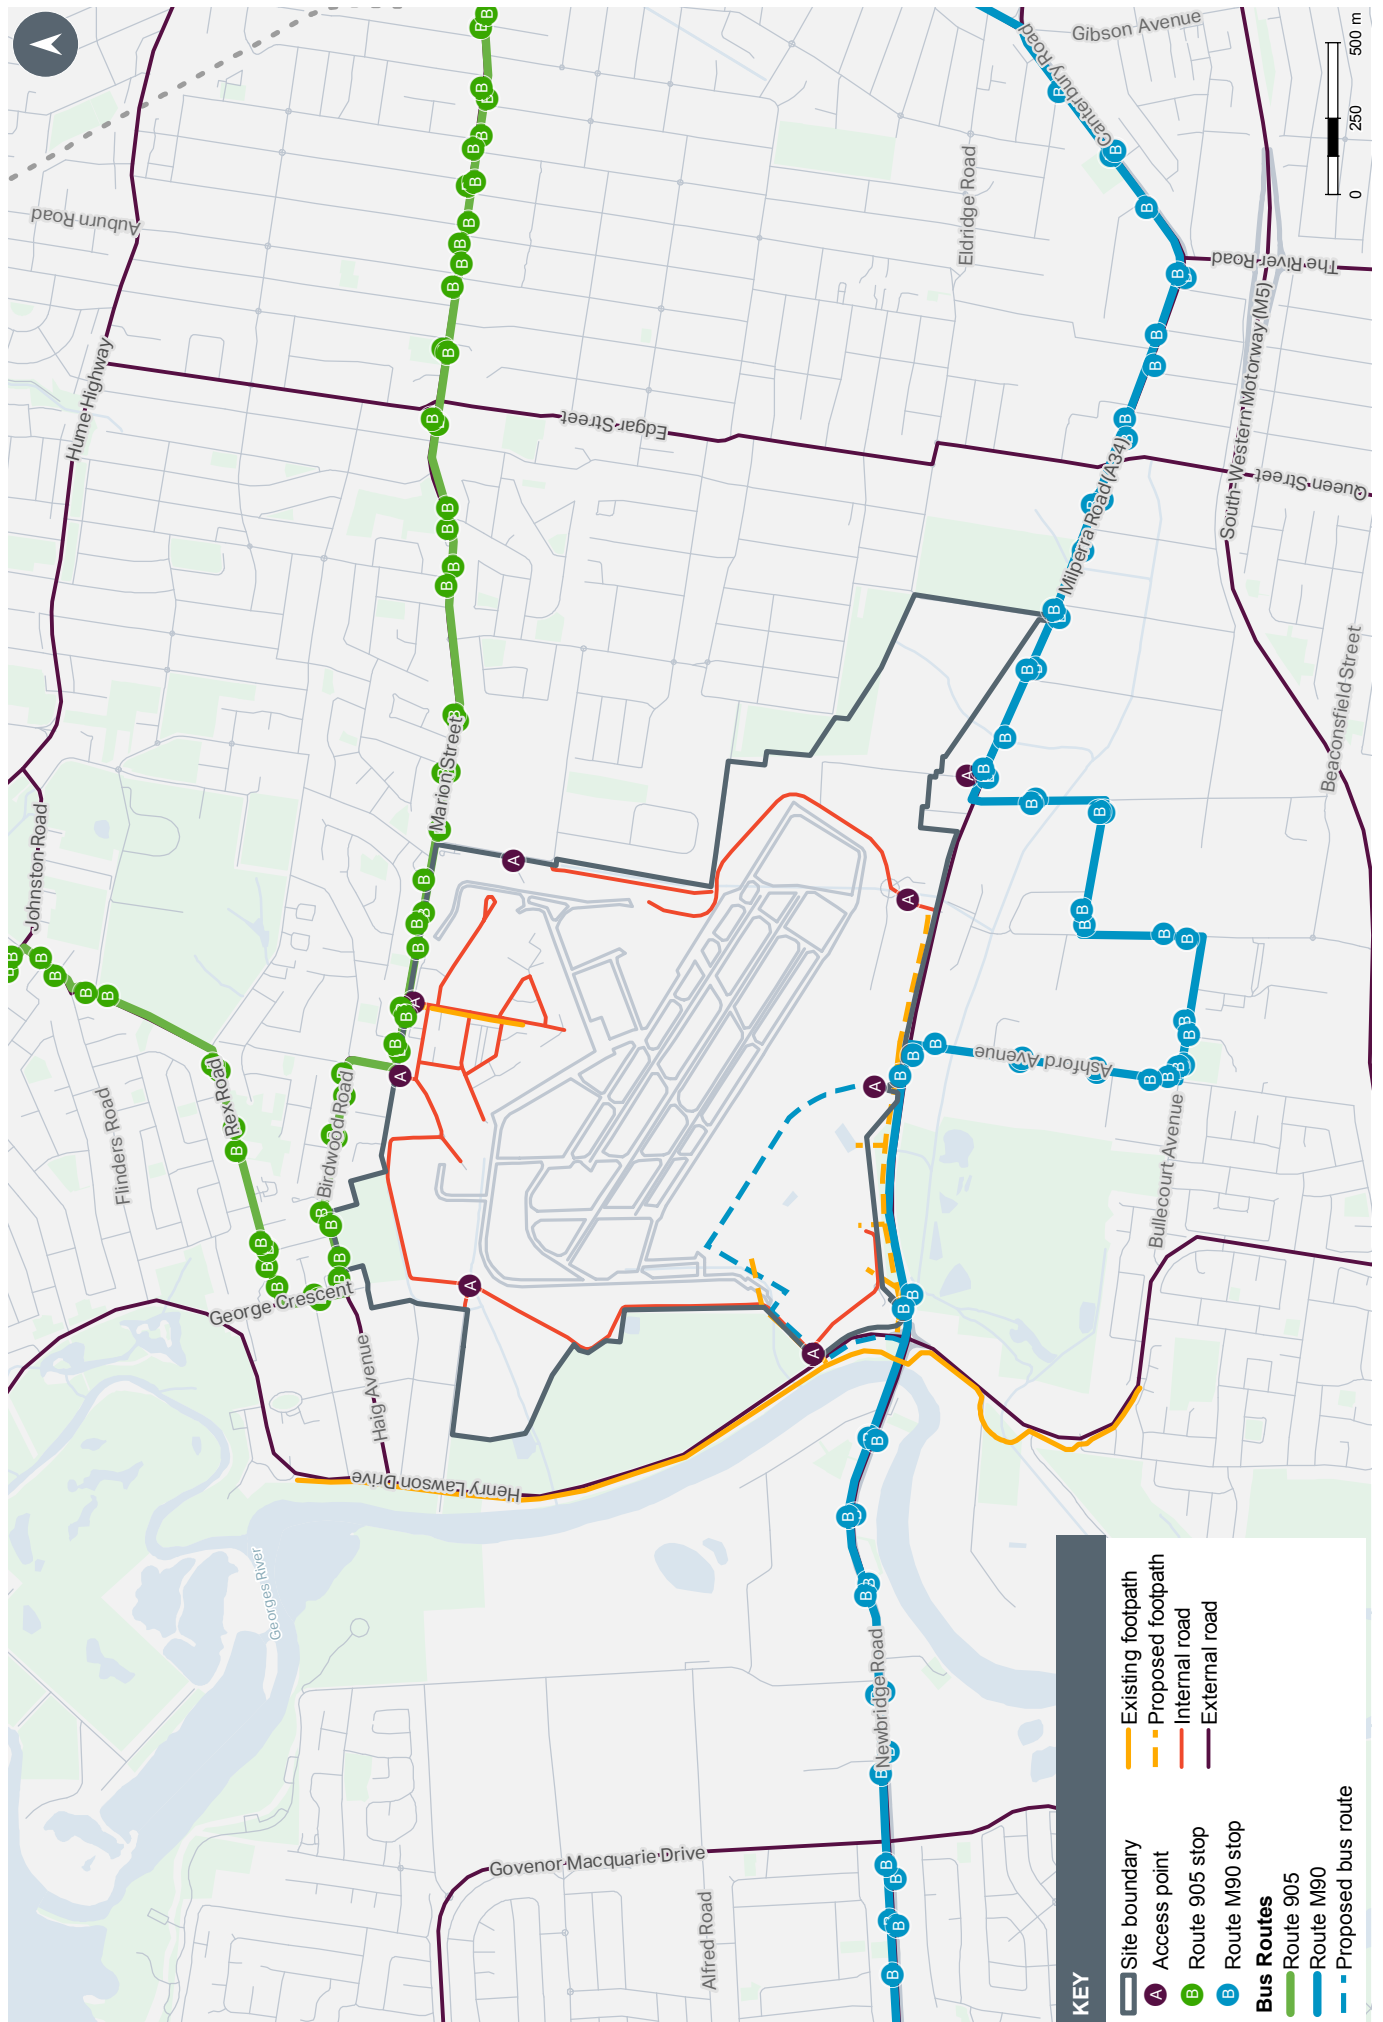 Gibson Avenue
Canterbury Road
500 m
250
0
Auburn Road
Eldridge Road
The River Road
Hume Highway
Edgar Street
South-Western Motorway (M5)
Queen Street
Milperra Road (A34)
Beaconsfield Street
Marion Street
Johnston Road
Rex Road
Flinders Road
Birdwood Road
Ashford Avenue
Bullecourt Avenue
George Crescent
Haig Avenue
Henry Lawson Drive
Georges River
Newbridge Road
Govenor Macquarie Drive
Alfred Road
KEY
Site boundary
A Access point
B Route 905 stop
B Route M90 stop
Bus Routes
Route 905
Route M90
Proposed bus route
Existing footpath
Proposed footpath
Internal road
External road